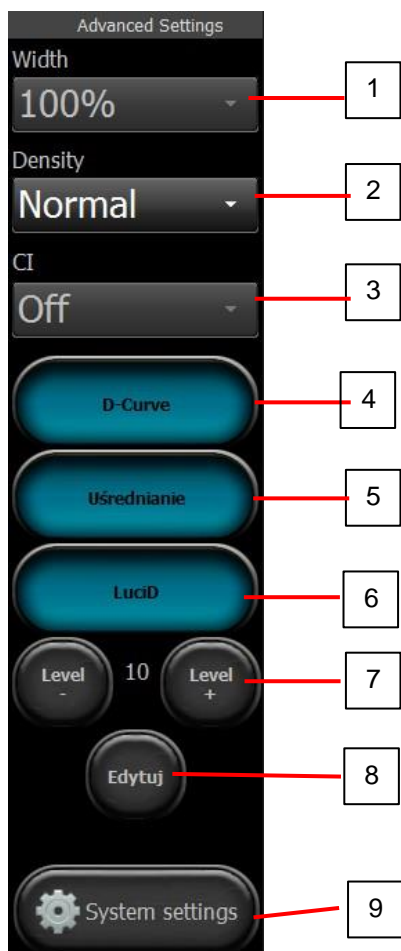 Advanced Settings
Width
100%
1
Density
Normal
2
CI
Off
3
D-Curve
4
Uśrednianie
5
LuciD
6
Level
-
10
Level
+
7
Edytuj
8
System settings
9